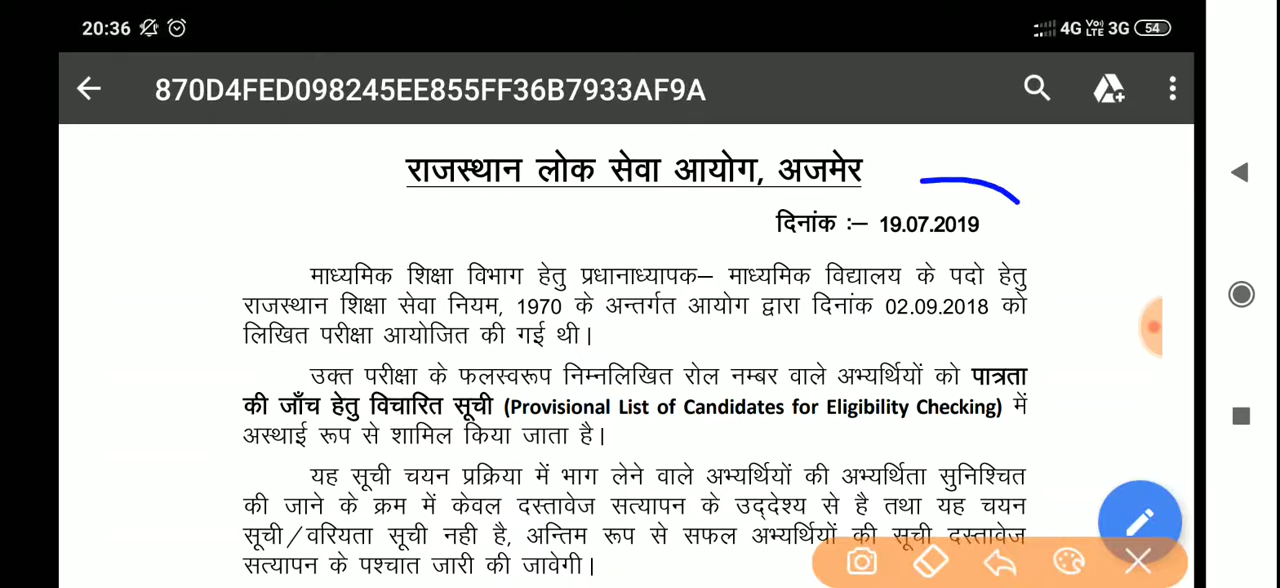 20:36 4G Vo) LTE 3G 54
870D4FED098245EE855FF36B7933AF9A
राजस्थान लोक सेवा आयोग, अजमेर
दिनांक :– 19.07.2019
माध्यमिक शिक्षा विभाग हेतु प्रधानाध्यापक– माध्यमिक विद्यालय के पदो हेतु
राजस्थान शिक्षा सेवा नियम, 1970 के अन्तर्गत आयोग द्वारा दिनांक 02.09.2018 को
लिखित परीक्षा आयोजित की गई थी।
उक्त परीक्षा के फलस्वरूप निम्नलिखित रोल नम्बर वाले अभ्यर्थियों को पात्रता
की जाँच हेतु विचारित सूची (Provisional List of Candidates for Eligibility Checking) में
अस्थाई रूप से शामिल किया जाता है।
यह सूची चयन प्रक्रिया में भाग लेने वाले अभ्यर्थियों की अभ्यर्थिता सुनिश्चित
की जाने के क्रम में केवल दस्तावेज सत्यापन के उद्देश्य से है तथा यह चयन
सूची/वरियता सूची नही है, अन्तिम रूप से सफल अभ्यर्थियों की सूची दस्तावेज
सत्यापन के पश्चात जारी की जावेगी।